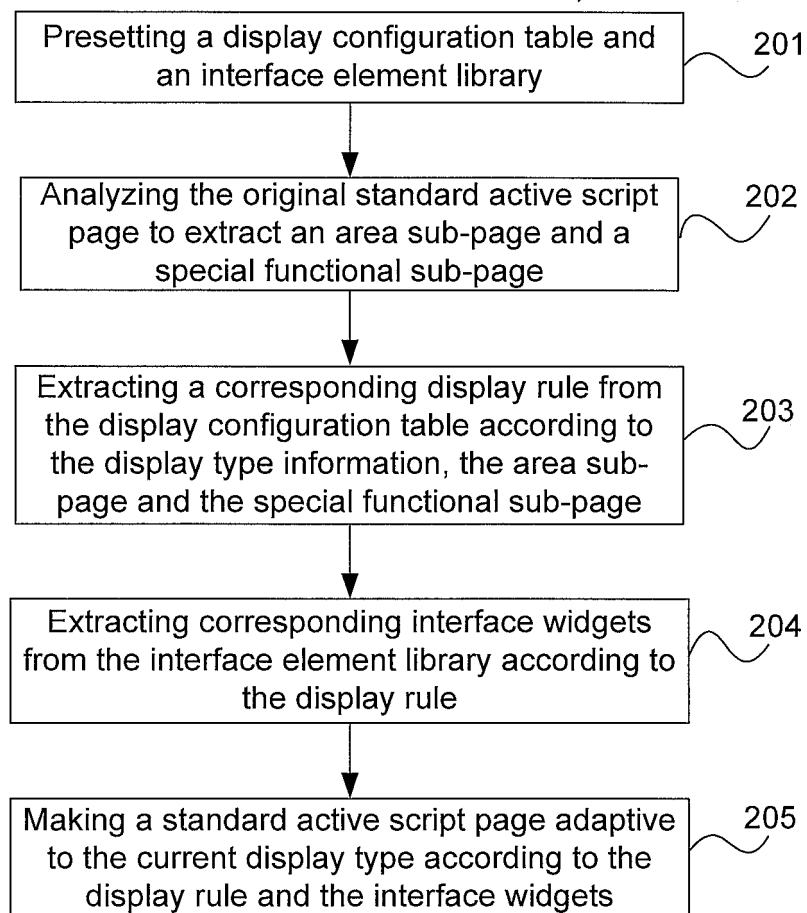 Presetting a display configuration table and
an interface element library
201
Analyzing the original standard active script
page to extract an area sub-page and a
special functional sub-page
202
Extracting a corresponding display rule from
the display configuration table according to
the display type information, the area sub-
page and the special functional sub-page
203
Extracting corresponding interface widgets
from the interface element library according to
the display rule
204
Making a standard active script page adaptive
to the current display type according to the
display rule and the interface widgets
205